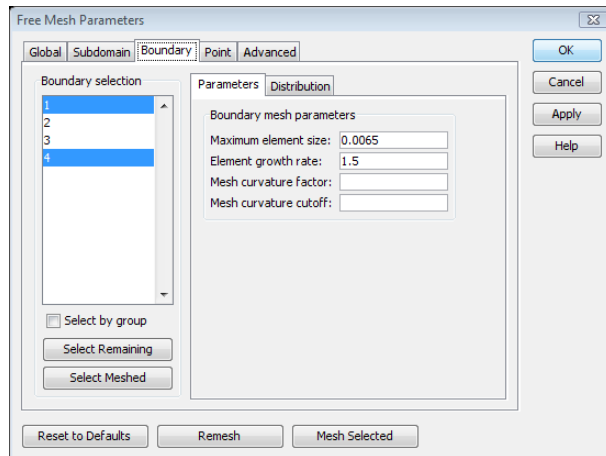 Free Mesh Parameters
Global Subdomain Boundary Point Advanced
OK
Cancel
Apply
Help
Boundary selection
1
2
3
4
Select by group
Select Remaining
Select Meshed
Parameters Distribution
Boundary mesh parameters
Maximum element size: 0.0065
Element growth rate: 1.5
Mesh curvature factor:
Mesh curvature cutoff:
Reset to Defaults Remesh Mesh Selected